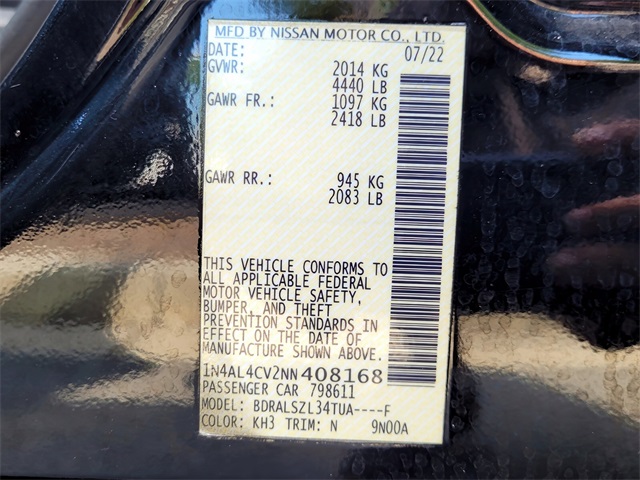 MFD BY NISSAN MOTOR CO., LTD.
DATE: 07/22
GVWR: 2014 KG
4440 LB
GAWR FR.: 1097 KG
2418 LB
GAWR RR.: 945 KG
2083 LB
THIS VEHICLE CONFORMS TO
ALL APPLICABLE FEDERAL
MOTOR VEHICLE SAFETY,
BUMPER, AND THEFT
PREVENTION STANDARDS IN
EFFECT ON THE DATE OF
MANUFACTURE SHOWN ABOVE.
1N4AL4CV2NN408168
PASSENGER CAR 798611
MODEL: BDRALSZL34TUA----F
COLOR: KH3 TRIM: N 9N00A